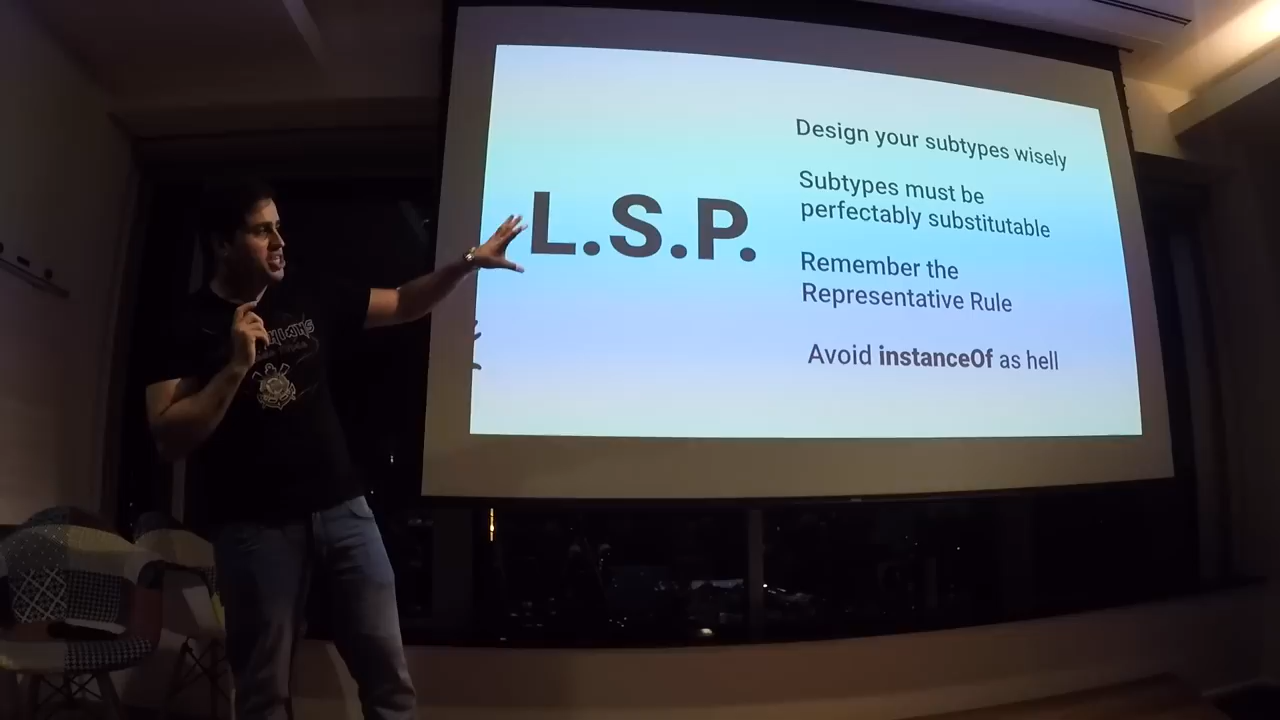 L.S.P.
Design your subtypes wisely
Subtypes must be
perfectably substitutable
Remember the
Representative Rule
Avoid instanceOf as hell